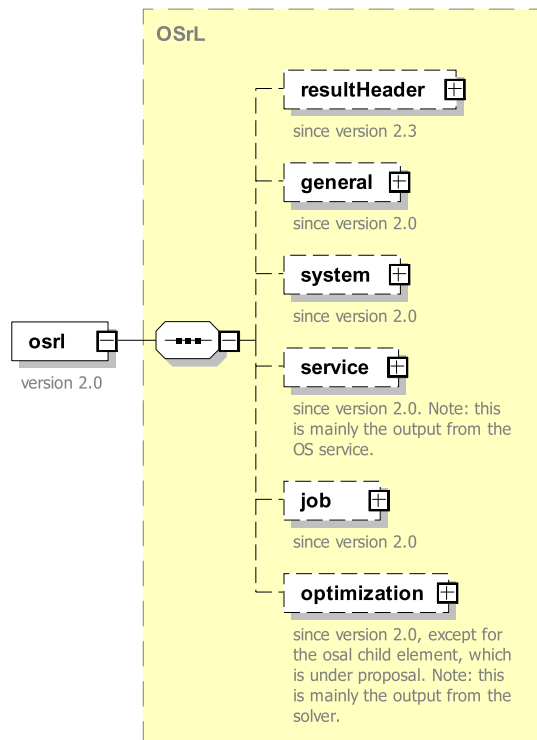 OSrL
resultHeader
since version 2.3
general
since version 2.0
system
since version 2.0
osrl
version 2.0
service
since version 2.0. Note: this
is mainly the output from the
OS service.
job
since version 2.0
optimization
since version 2.0, except for
the osal child element, which
is under proposal. Note: this
is mainly the output from the
solver.